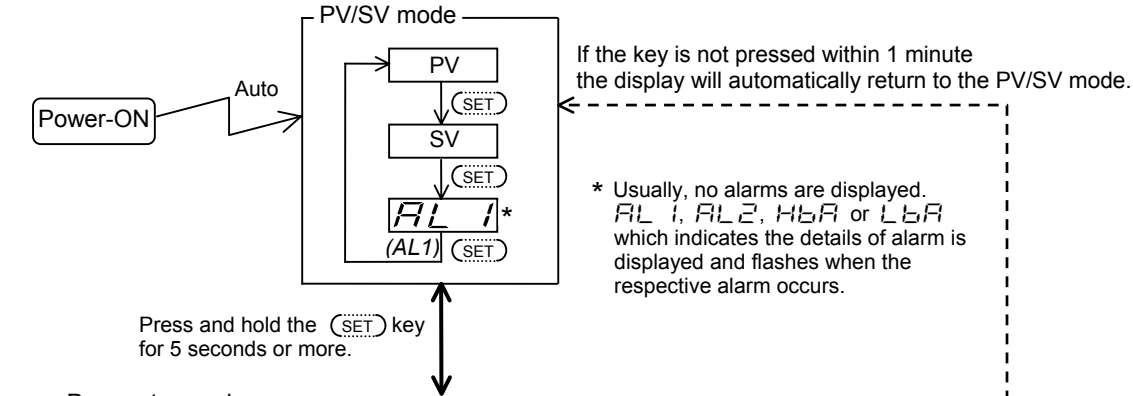 PV/SV mode
PV
If the key is not pressed within 1 minute
the display will automatically return to the PV/SV mode.
Auto
SET
Power-ON
SV
SET
* Usually, no alarms are displayed.
AL 1, AL2, HbA or LbA
which indicates the details of alarm is
displayed and flashes when the
respective alarm occurs.
AL 1*
(AL1) SET
Press and hold the SET key
for 5 seconds or more.